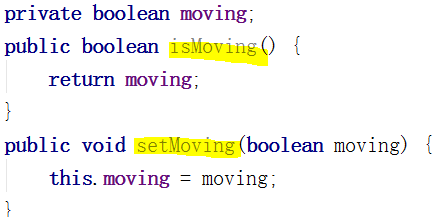 private boolean moving;
public boolean isMoving() {
    return moving;
}
public void setMoving(boolean moving) {
    this.moving = moving;
}